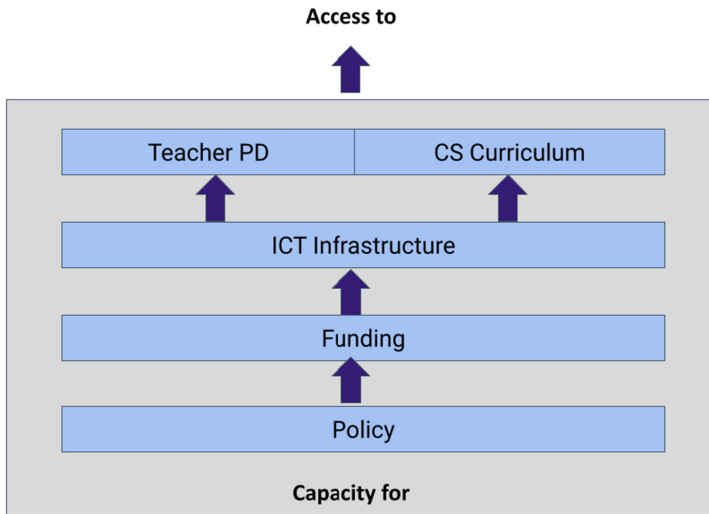 Access to
Teacher PD
CS Curriculum
ICT Infrastructure
Funding
Policy
Capacity for